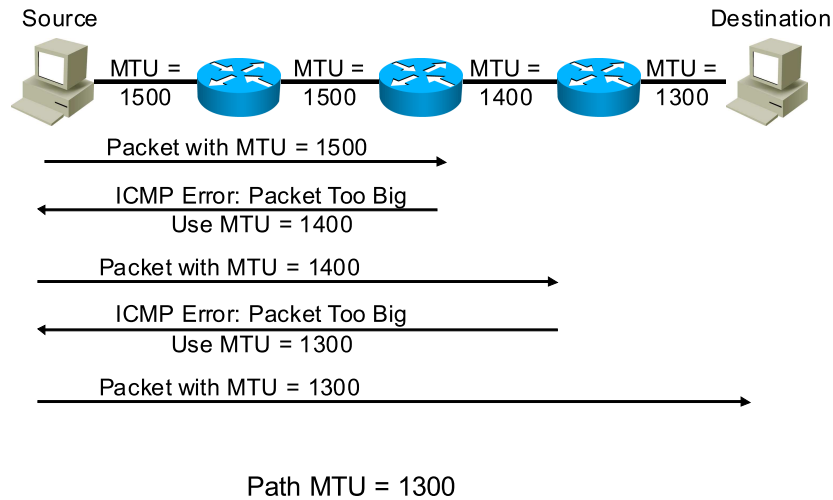 Source
Destination
MTU = 1500
MTU = 1500
MTU = 1400
MTU = 1300
Packet with MTU = 1500
ICMP Error: Packet Too Big
Use MTU = 1400
Packet with MTU = 1400
ICMP Error: Packet Too Big
Use MTU = 1300
Packet with MTU = 1300
Path MTU = 1300